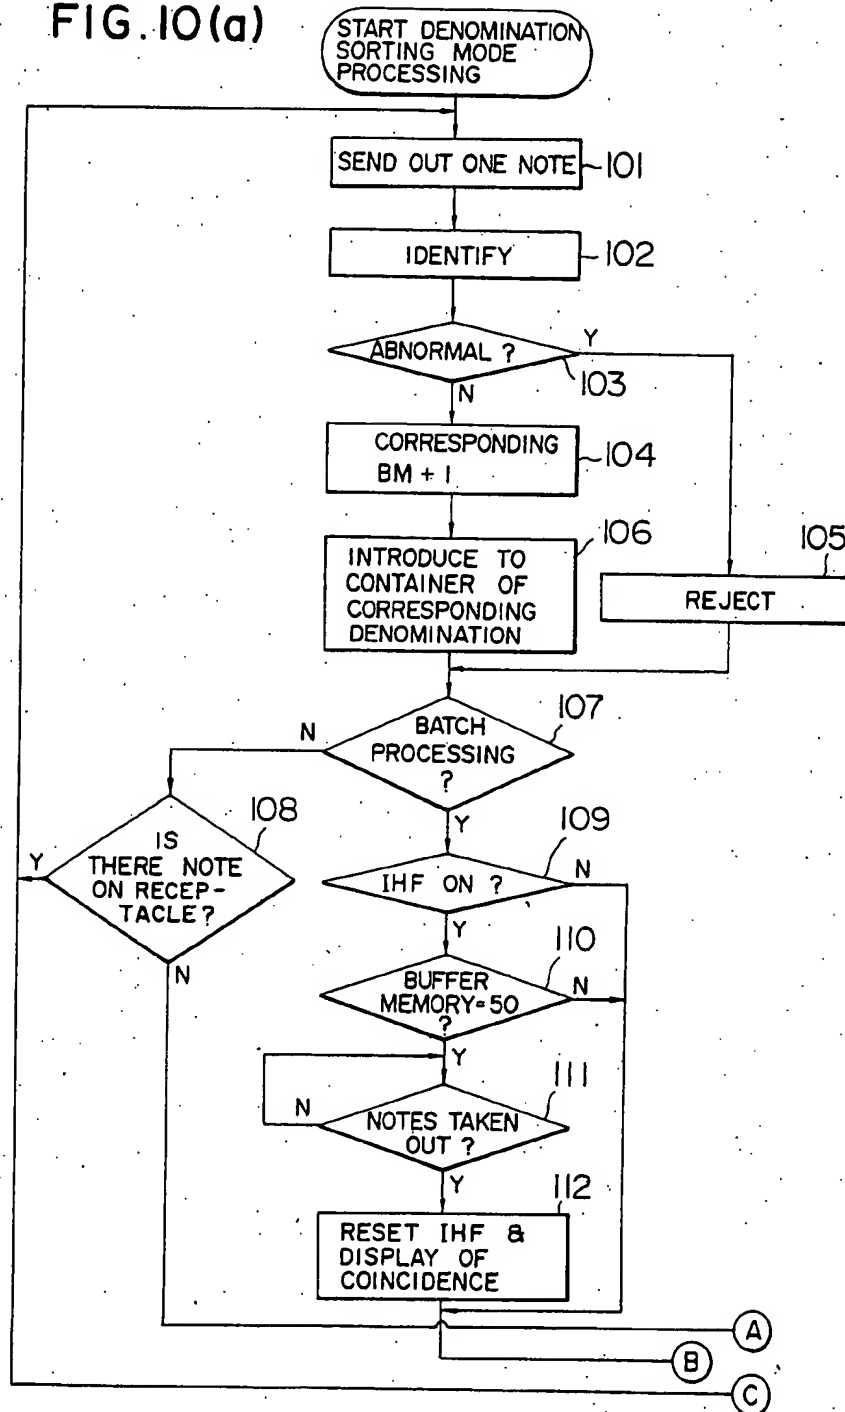 FIG.10(a)
START DENOMINATION
SORTING MODE
PROCESSING
SEND OUT ONE NOTE
101
IDENTIFY
102
ABNORMAL ?
Y
103
N
CORRESPONDING
BM + 1
104
106
INTRODUCE TO
CONTAINER OF
CORRESPONDING
DENOMINATION
105
REJECT
107
BATCH
PROCESSING
?
N
Y
108
IS
THERE NOTE
ON RECEP-
TACLE?
Y
N
109
IHF ON ?
N
Y
110
BUFFER
MEMORY=50
?
N
Y
111
NOTES TAKEN
OUT ?
N
Y
112
RESET IHF &
DISPLAY OF
COINCIDENCE
A
B
C